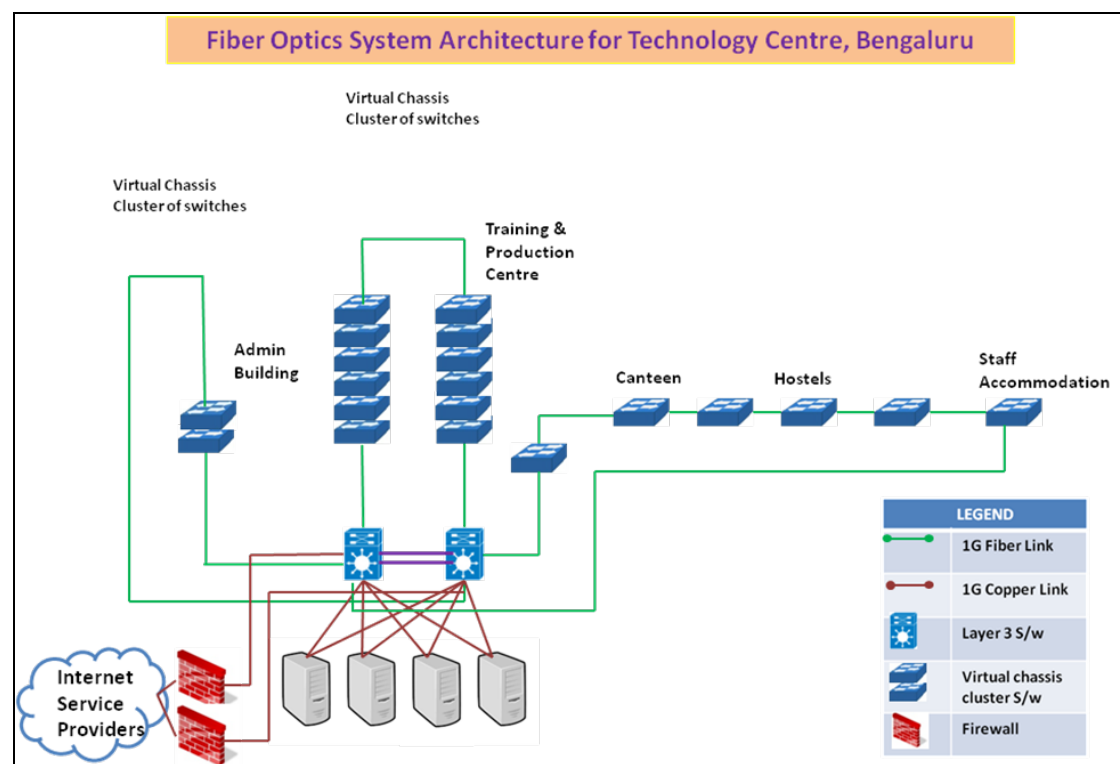 Fiber Optics System Architecture for Technology Centre, Bengaluru
Virtual Chassis
Cluster of switches
Virtual Chassis
Cluster of switches
Training &
Production
Centre
Admin
Building
Canteen
Hostels
Staff
Accommodation
LEGEND
1G Fiber Link
1G Copper Link
Layer 3 S/w
Virtual chassis
cluster S/w
Firewall
Internet
Service
Providers